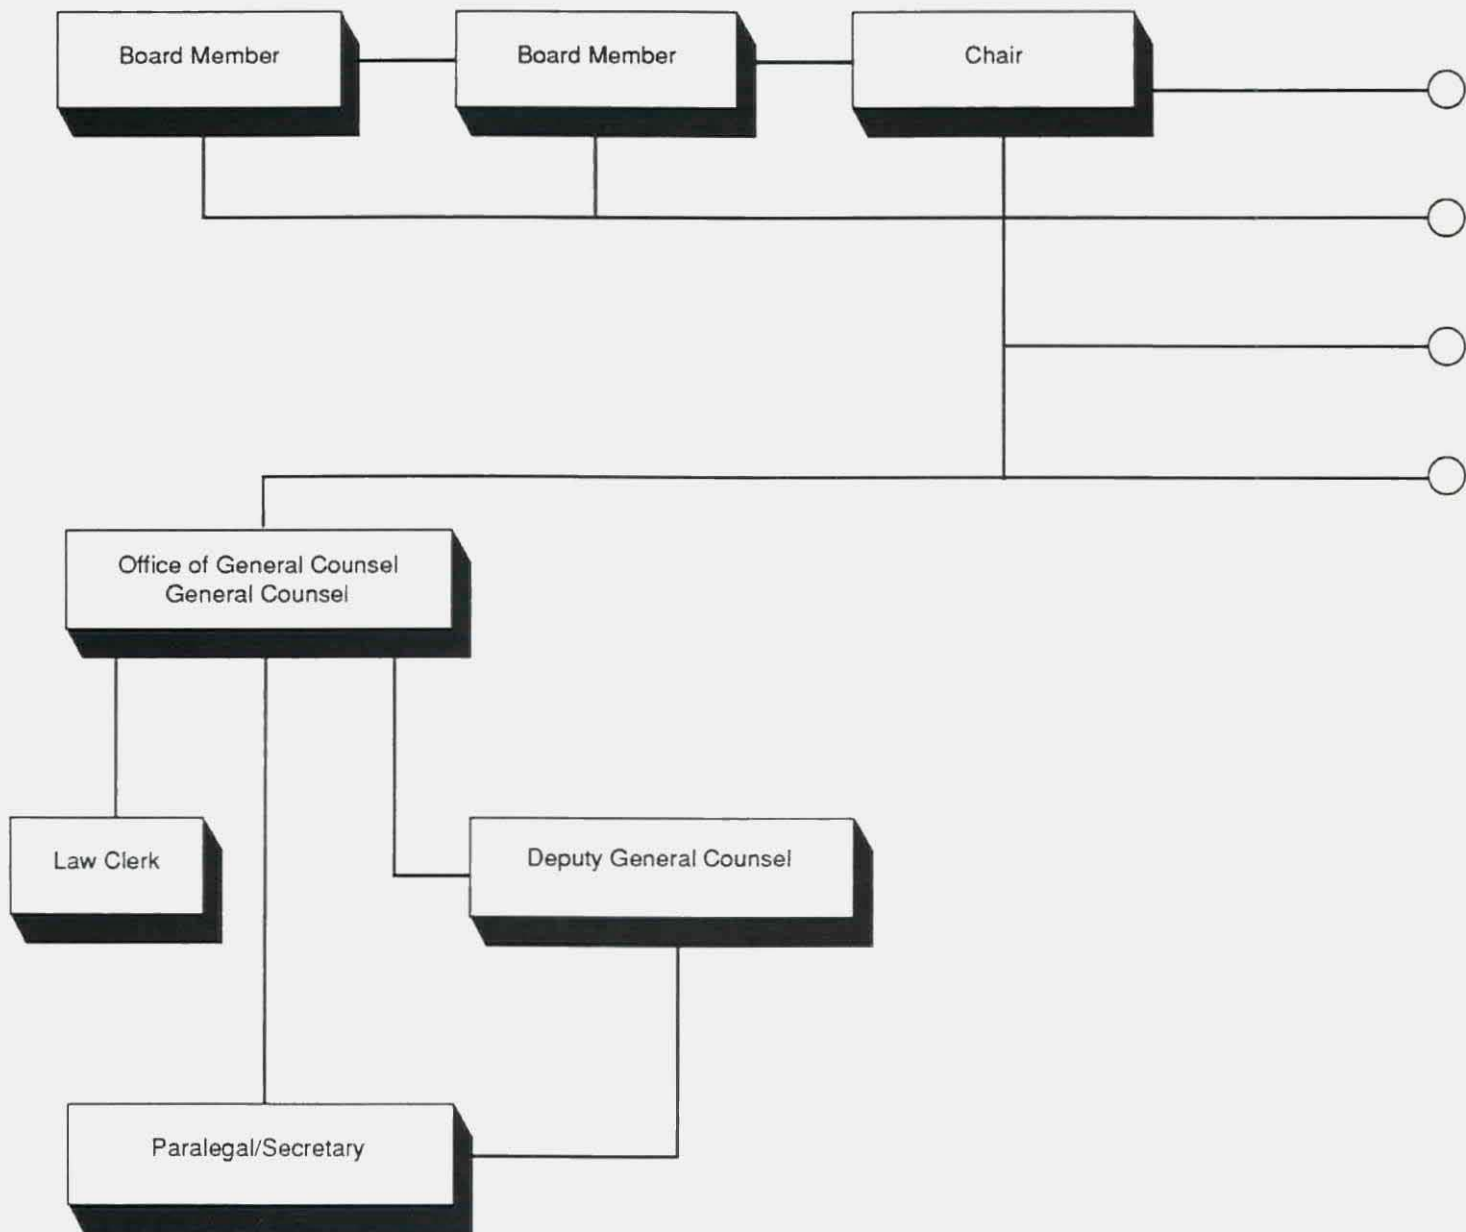 Board Member
Board Member
Chair
Office of General Counsel
General Counsel
Law Clerk
Deputy General Counsel
Paralegal/Secretary